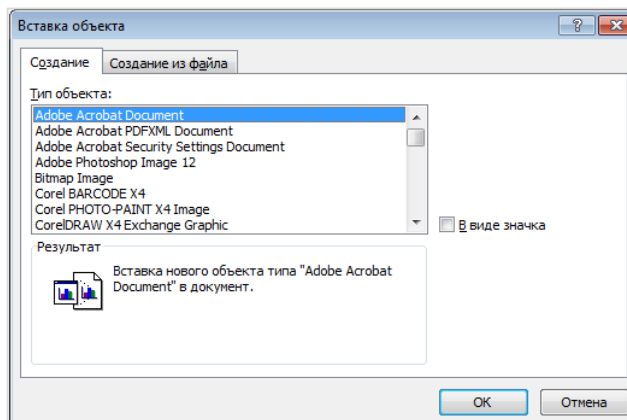 Вставка объекта
Создание
Создание из файла
Тип объекта:
Adobe Acrobat Document
Adobe Acrobat PDFXML Document
Adobe Acrobat Security Settings Document
Adobe Photoshop Image 12
Bitmap Image
Corel BARCODE X4
Corel PHOTO-PAINT X4 Image
CorelDRAW X4 Exchange Graphic
В виде значка
Результат
Вставка нового объекта типа "Adobe Acrobat
Document" в документ.
ОК
Отмена